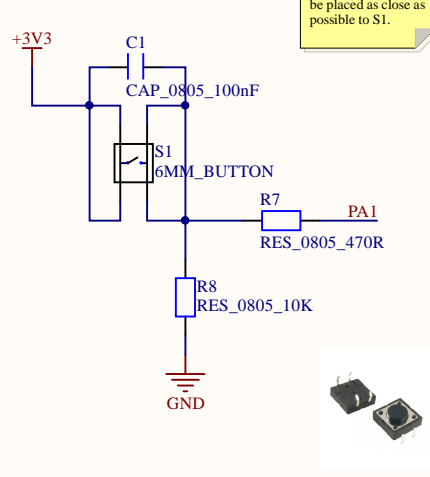 be placed as close as
possible to S1.
+3V3
C1
CAP_0805_100nF
S1
6MM_BUTTON
R7
PA1
RES_0805_470R
R8
RES_0805_10K
GND